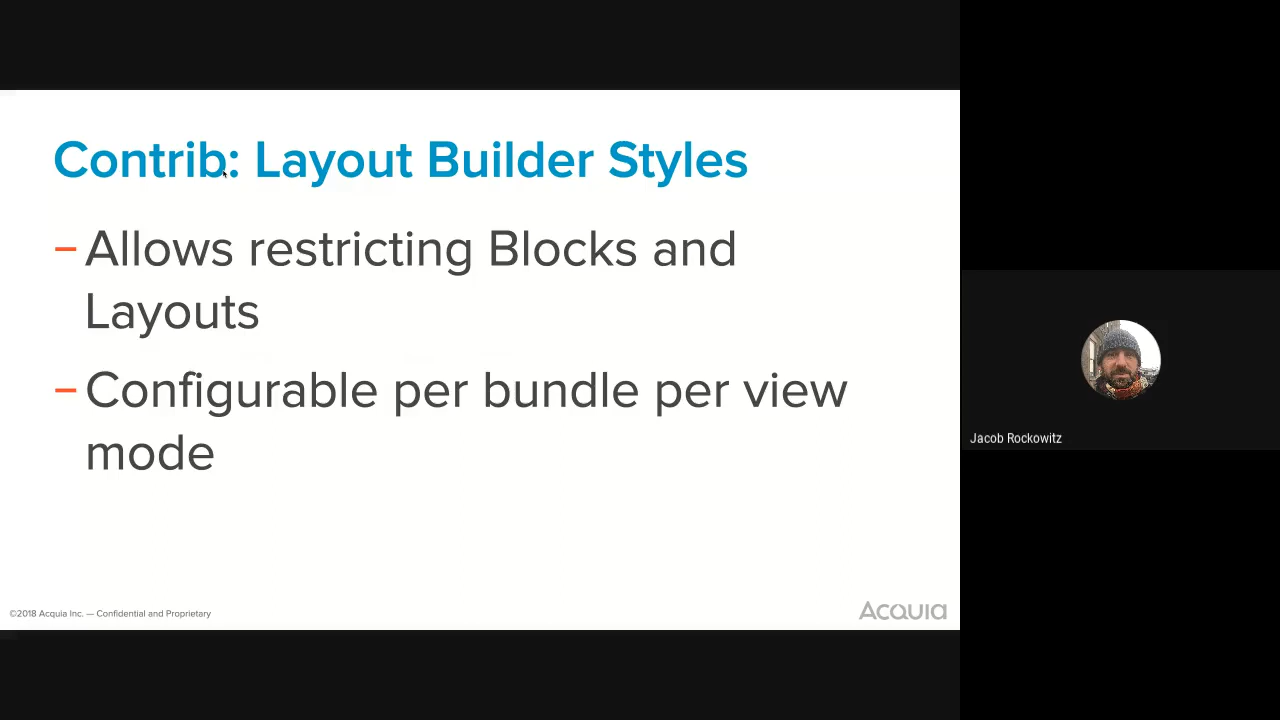 Contrib: Layout Builder Styles
– Allows restricting Blocks and
Layouts
– Configurable per bundle per view
mode
©2018 Acquia Inc. — Confidential and Proprietary
Acquia
Jacob Rockowitz